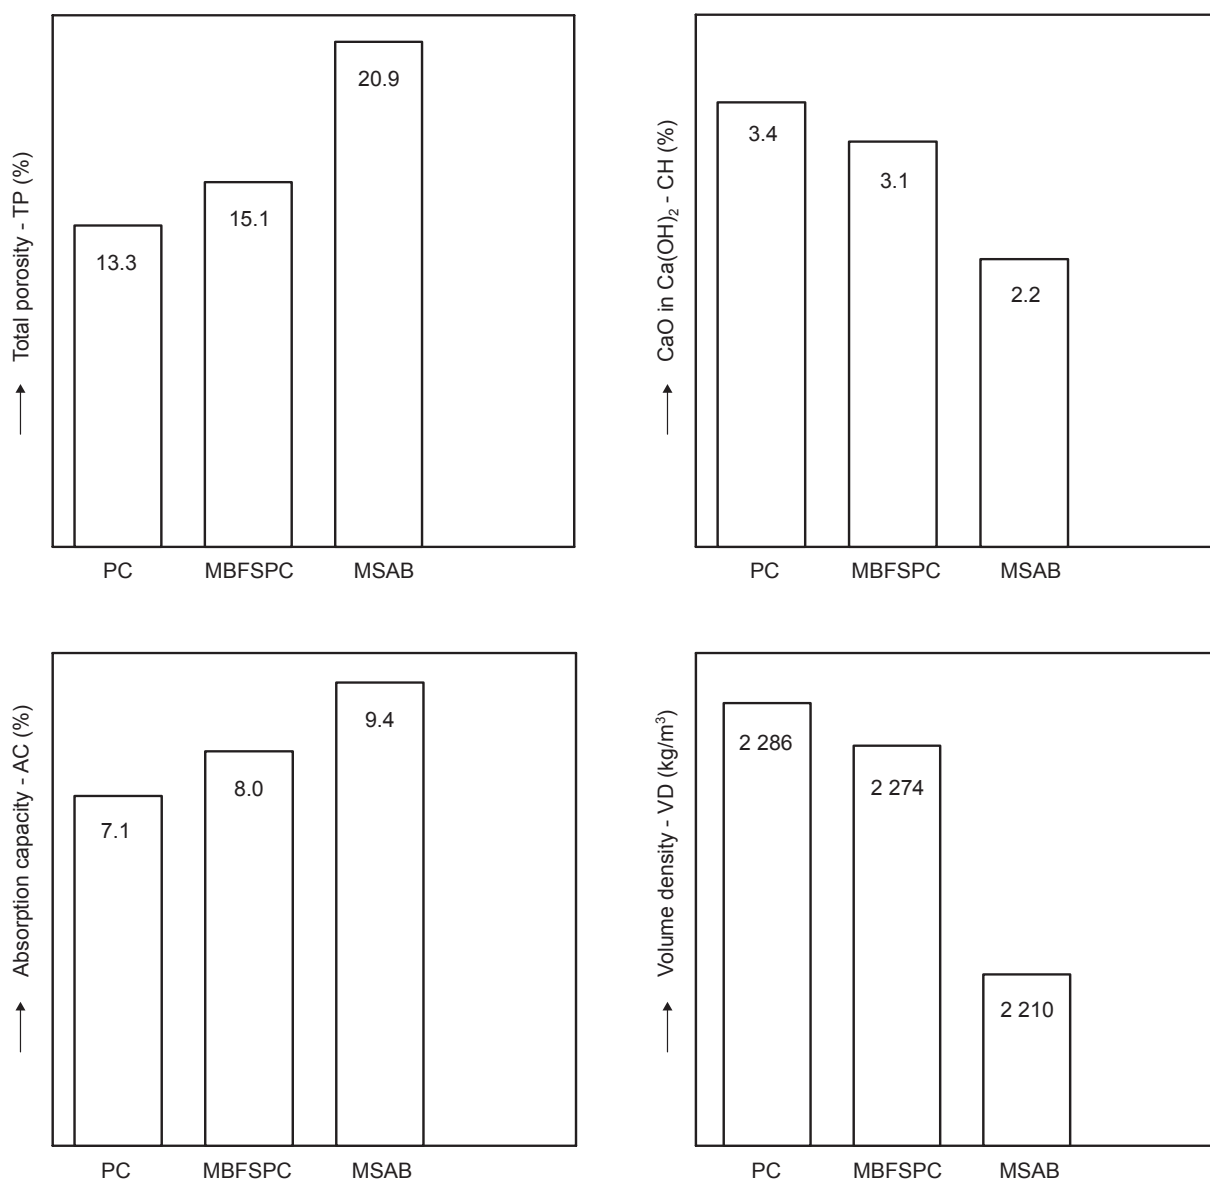 Total porosity - TP (%)
13.3
15.1
20.9
PC
MBFSPC
MSAB
CaO in Ca(OH)₂ - CH (%)
3.4
3.1
2.2
PC
MBFSPC
MSAB
Absorption capacity - AC (%)
7.1
8.0
9.4
PC
MBFSPC
MSAB
Volume density - VD (kg/m³)
2 286
2 274
2 210
PC
MBFSPC
MSAB